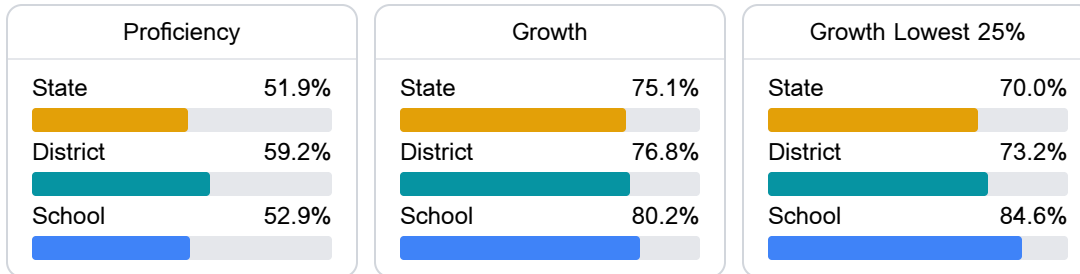 Proficiency
State 51.9%
District 59.2%
School 52.9%
Growth
State 75.1%
District 76.8%
School 80.2%
Growth Lowest 25%
State 70.0%
District 73.2%
School 84.6%